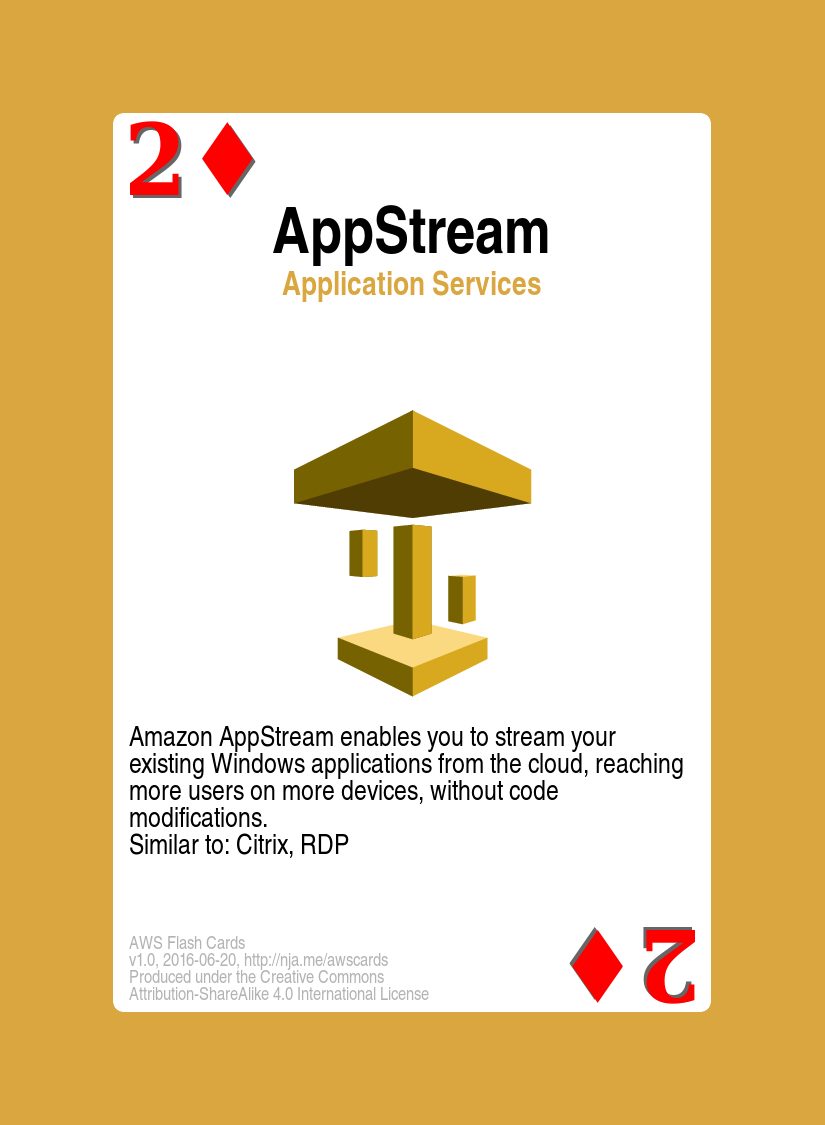 2
AppStream
Application Services
Amazon AppStream enables you to stream your
existing Windows applications from the cloud, reaching
more users on more devices, without code
modifications.
Similar to: Citrix, RDP
AWS Flash Cards
v1.0, 2016-06-20, http://nja.me/awscards
Produced under the Creative Commons
Attribution-ShareAlike 4.0 International License
2